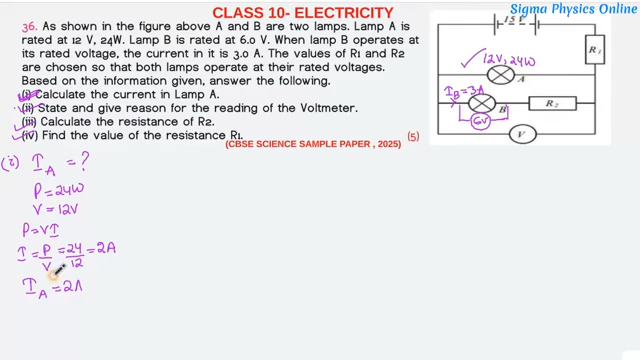 Sigma Physics Online
CLASS 10- ELECTRICITY
36. As shown in the figure above A and B are two lamps. Lamp A is
rated at 12 V, 24W. Lamp B is rated at 6.0 V. When lamp B operates at
its rated voltage, the current in it is 3.0 A. The values of R1 and R2
are chosen so that both lamps operate at their rated voltages.
Based on the information given, answer the following.
(i) Calculate the current in Lamp A.
(ii) State and give reason for the reading of the Voltmeter.
(iii) Calculate the resistance of R2.
(iv) Find the value of the resistance R1. (5)
(CBSE SCIENCE SAMPLE PAPER , 2025)
15 V
R1
12V, 24W
A
IB = 3A
B
R2
6V
V
(i) IA = ?
P = 24W
V = 12V
P = VI
I = P/V = 24/12 = 2A
IA = 2A